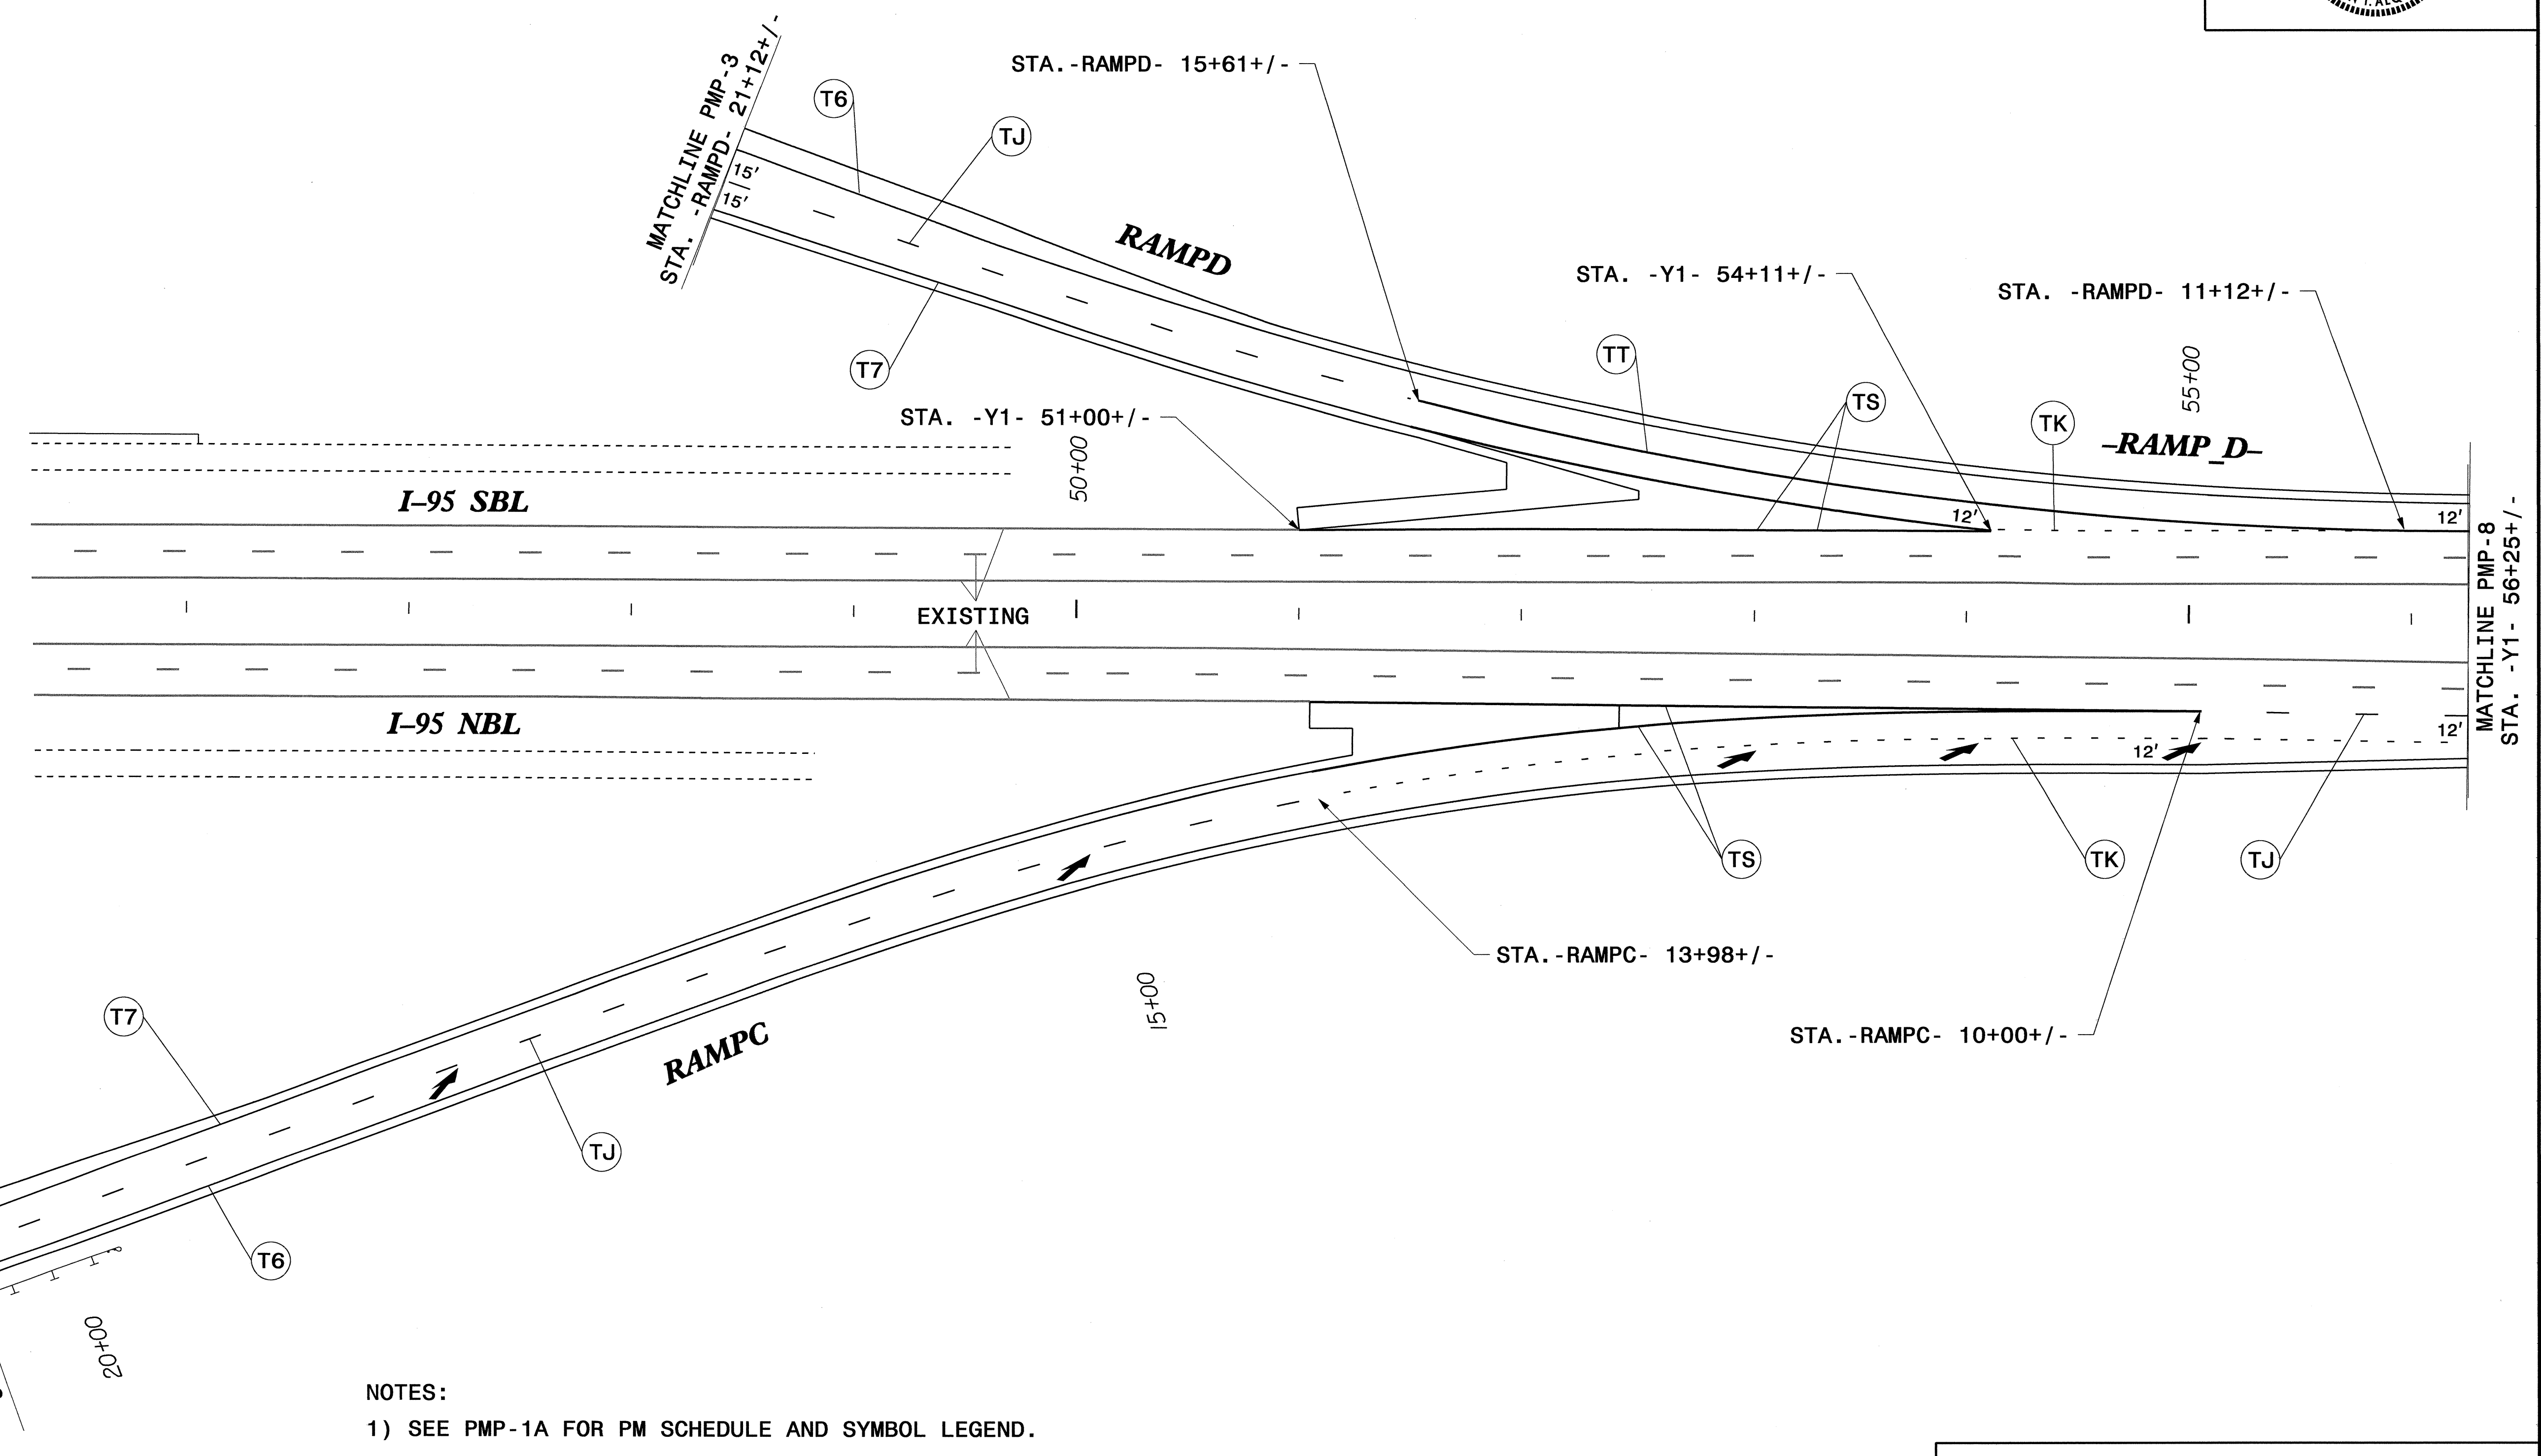 MATCHLINE PMP-3
STA. -RAMPD- 21+12+/-
STA.-RAMPD- 15+61+/-
T6
TJ
15'
15'
RAMPD
STA. -Y1- 54+11+/-
STA. -RAMPD- 11+12+/-
T7
TT
TS
TK
55+00
-RAMP_D-
STA. -Y1- 51+00+/-
50+00
I-95 SBL
12'
12'
EXISTING
MATCHLINE PMP-8
STA. -Y1- 56+25+/-
I-95 NBL
12'
12'
TS
TK
TJ
STA.-RAMPC- 13+98+/-
15+00
T7
RAMPC
STA.-RAMPC- 10+00+/-
TJ
T6
20+00
NOTES:
1) SEE PMP-1A FOR PM SCHEDULE AND SYMBOL LEGEND.